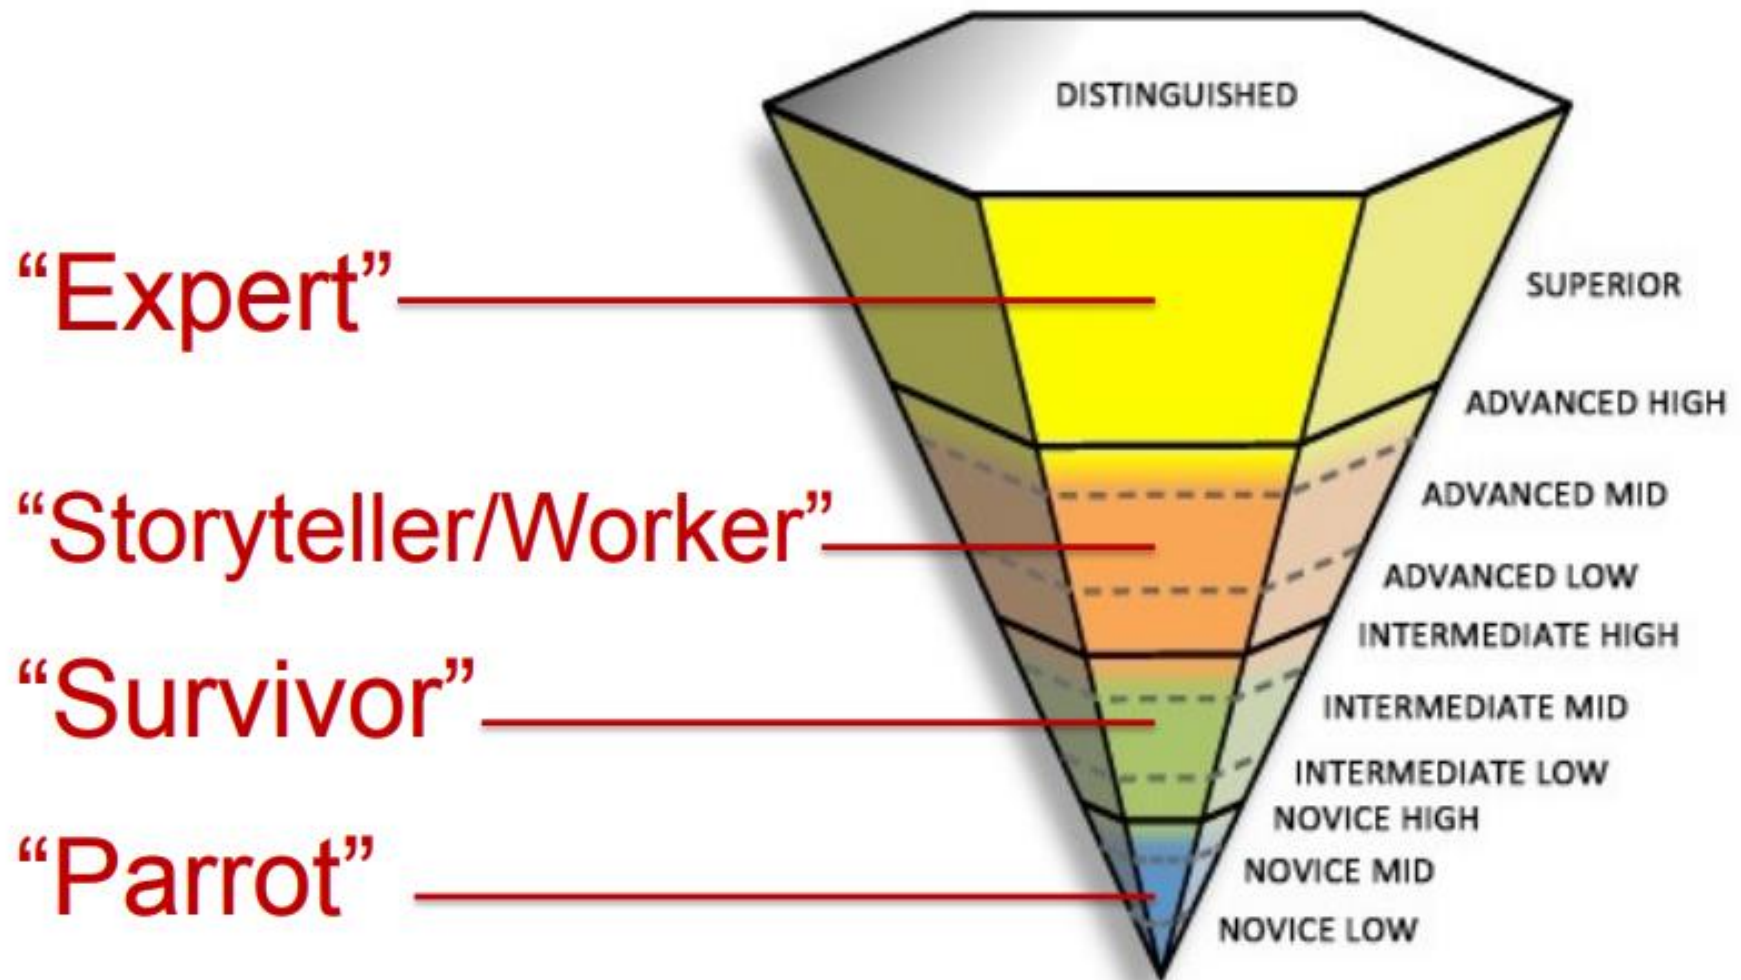 DISTINGUISHED
“Expert”
SUPERIOR
ADVANCED HIGH
“Storyteller/Worker”
ADVANCED MID
ADVANCED LOW
INTERMEDIATE HIGH
“Survivor”
INTERMEDIATE MID
INTERMEDIATE LOW
NOVICE HIGH
“Parrot”
NOVICE MID
NOVICE LOW